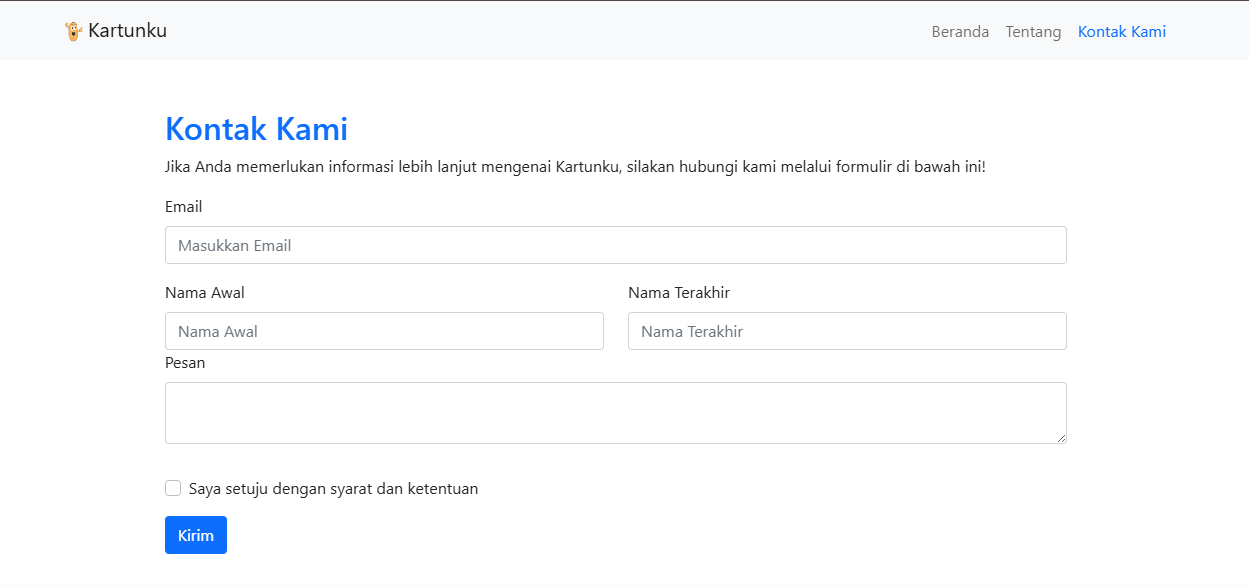 Kartunku
Beranda Tentang Kontak Kami
Kontak Kami
Jika Anda memerlukan informasi lebih lanjut mengenai Kartunku, silakan hubungi kami melalui formulir di bawah ini!
Email
Masukkan Email
Nama Awal
Nama Awal
Nama Terakhir
Nama Terakhir
Pesan
Saya setuju dengan syarat dan ketentuan
Kirim